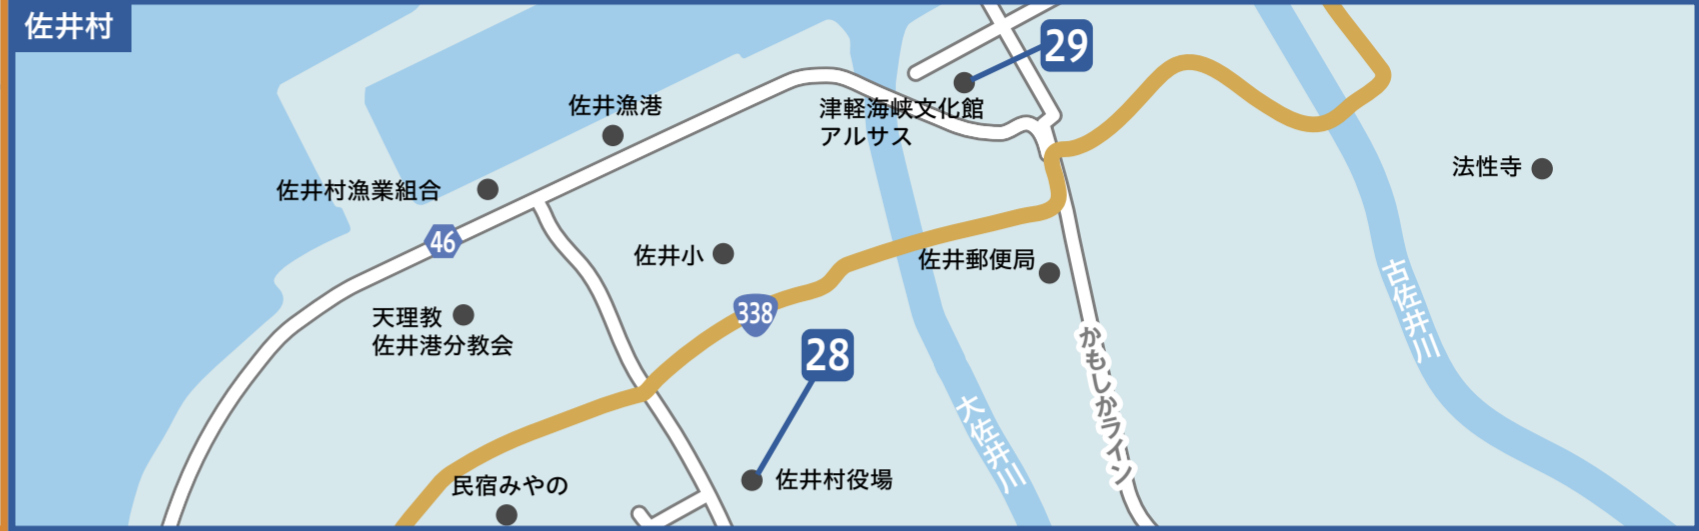 佐井村
29
佐井漁港
津軽海峡文化館
アルサス
法性寺
佐井村漁業組合
46
佐井小
佐井郵便局
古佐井川
天理教
佐井港分教会
338
28
かもしかライン
大佐井川
佐井村役場
民宿みやの